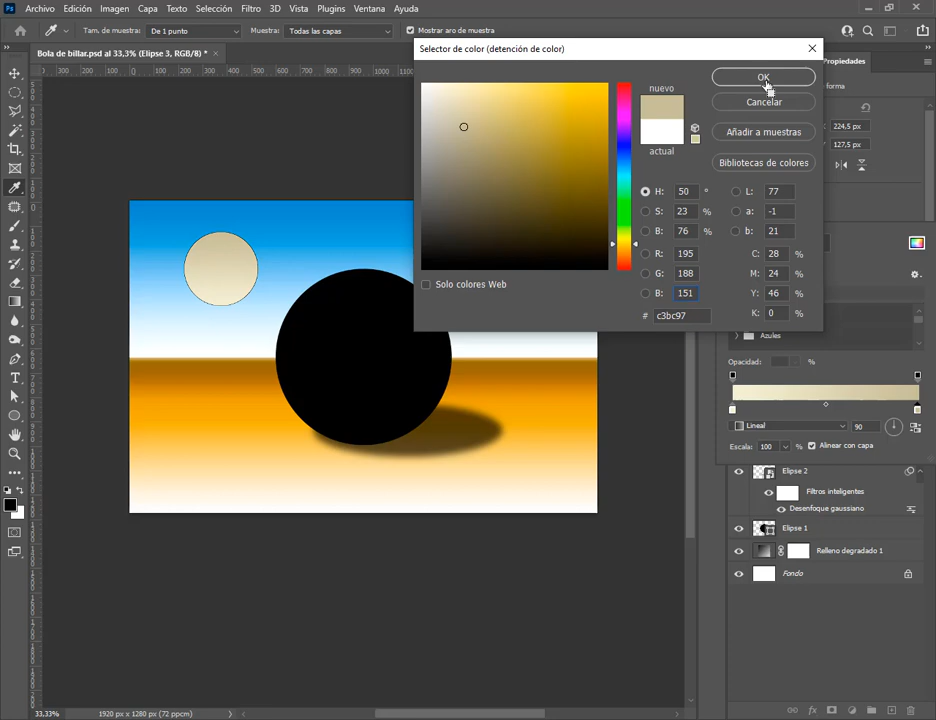 Ps Archivo Edición Imagen Capa Texto Selección Filtro 3D Vista Plugins Ventana Ayuda
Tam. de muestra: De 1 punto Muestra: Todas las capas Mostrar aro de muestra
Bola de billar.psd al 33,3% (Elipse 3, RGB/8) *
Selector de color (detención de color)
Propiedades
forma
nuevo
actual
OK
Cancelar
Añadir a muestras
Bibliotecas de colores
224,5 px
127,5 px
H: 50 ° L: 77
S: 23 % a: -1
B: 76 % b: 21
R: 195 C: 28 %
G: 188 M: 24 %
B: 151 Y: 46 %
# c3bc97 K: 0 %
Solo colores Web
Azules
Opacidad: %
Lineal 90
Escala: 100 % Alinear con capa
Elipse 2
Filtros inteligentes
Desenfoque gaussiano
Elipse 1
Relleno degradado 1
Fondo
33,33% 1920 px x 1280 px (72 ppcm)